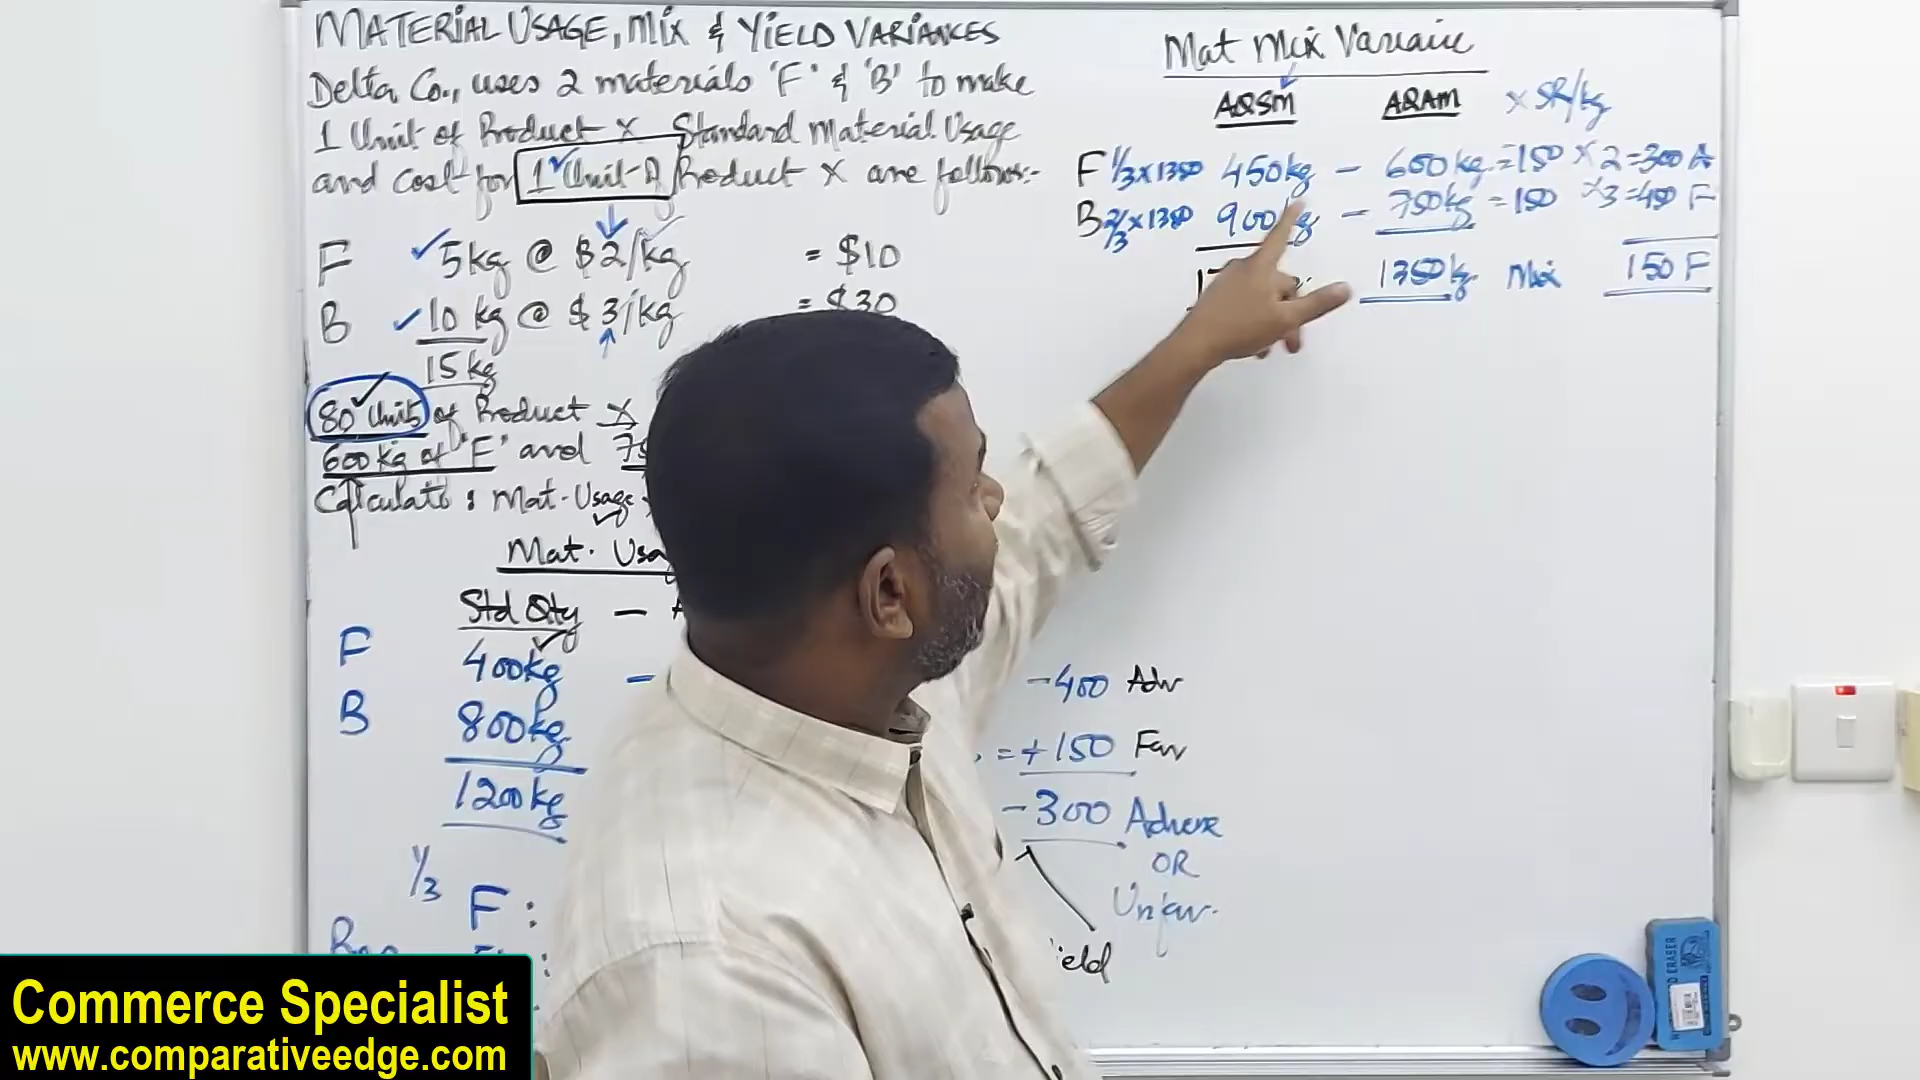 MATERIAL USAGE, MIX & YIELD VARIANCES
Delta Co., uses 2 materials 'F' & 'B' to make
1 Unit of Product X Standard Material Usage
and cost for 1 Unit of Product X are follows:-
F 5kg @ $2/kg = $10
B 10 kg @ $3/kg = $30
15 kg
80 Units of Product X
600 kg of 'F' and
Calculate : Mat. Usage
Mat. Usag
Std Qty -
F 400kg - -400 Adv
B 800kg = +150 Fav
1200kg -300 Adverse
OR
Unfav.
1/3 F :
ield
Mat Mix Variance
AQSM AQAM x SR/kg
F 1/3 x 1350 450kg - 600kg = 150 x 2 = 300 A
B 2/3 x 1350 900kg - 750kg = 150 x 3 = 450 F
1350kg Mix 150 F
ERASER
Commerce Specialist
www.comparativeedge.com